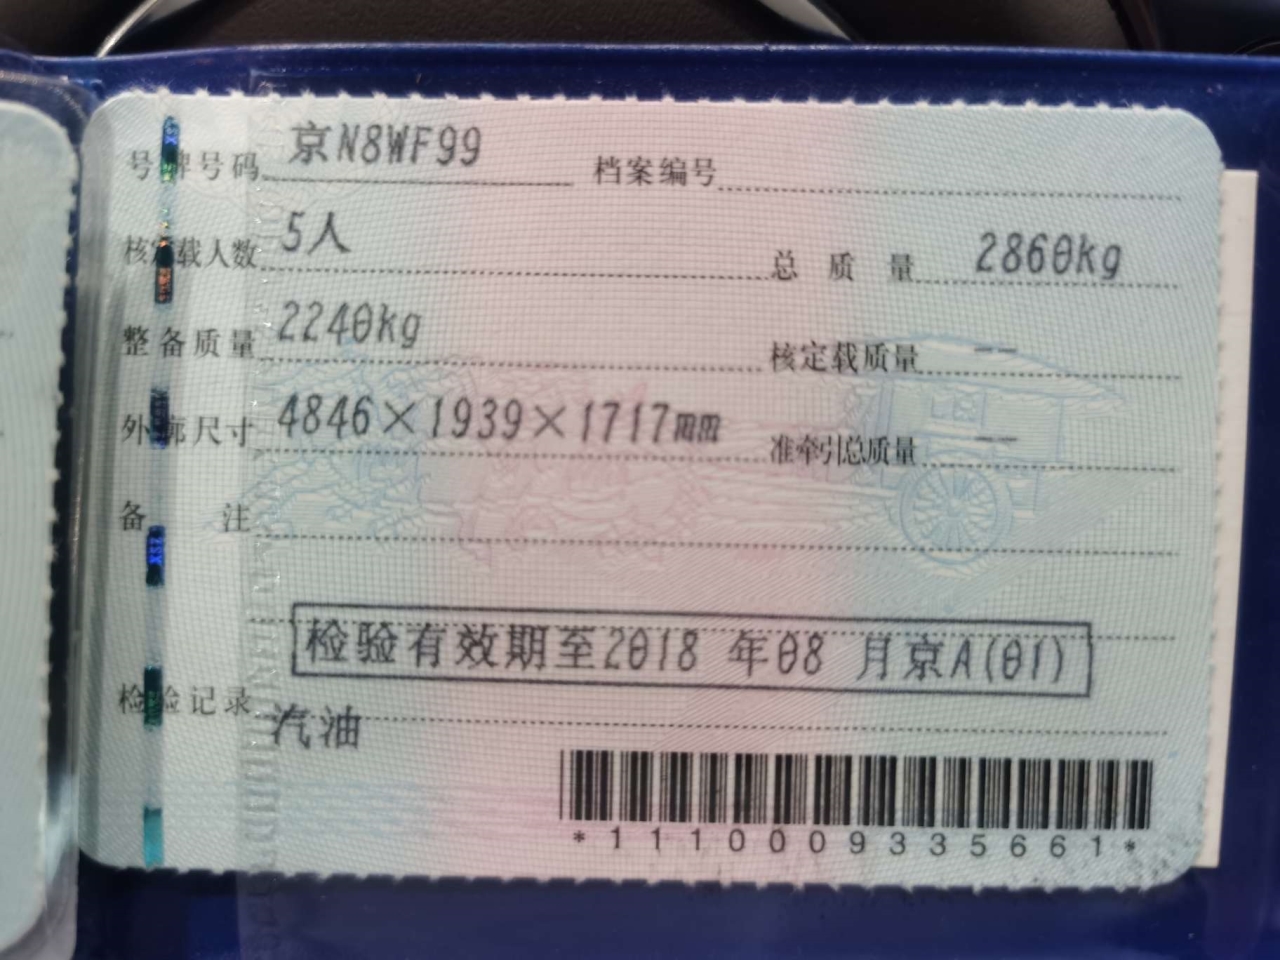 号牌号码 京N8WF99 档案编号
核定载人数 5人 总质量 2860kg
整备质量 2240kg 核定载质量 --
外廓尺寸 4846×1939×1717mm 准牵引总质量 --
备注
检验有效期至2018 年08 月京A(01)
检验记录
汽油
*1110009335661*